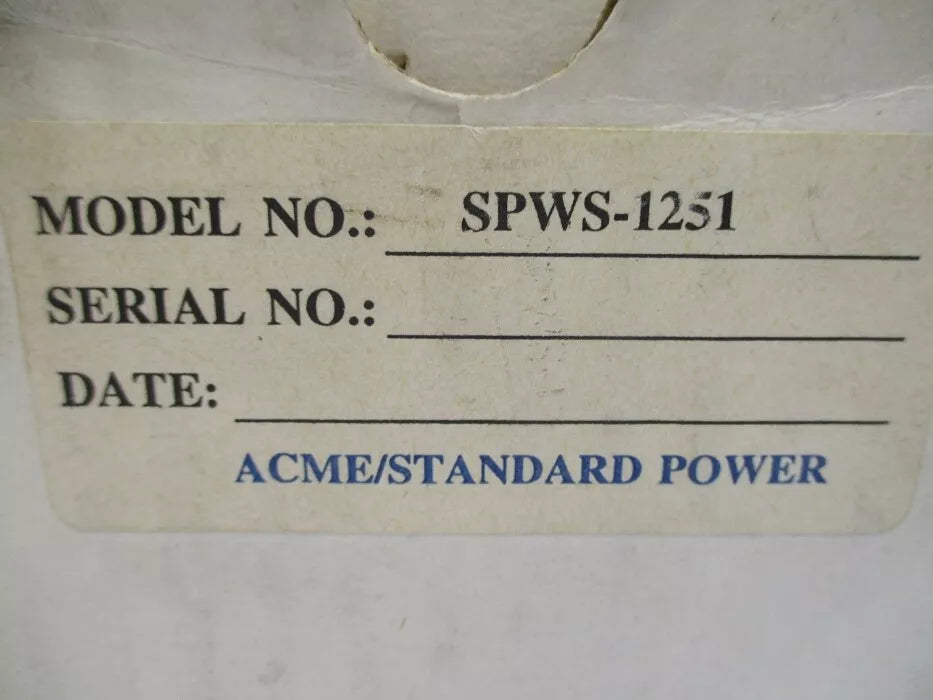 MODEL NO.: SPWS-1251
SERIAL NO.:
DATE:
ACME/STANDARD POWER